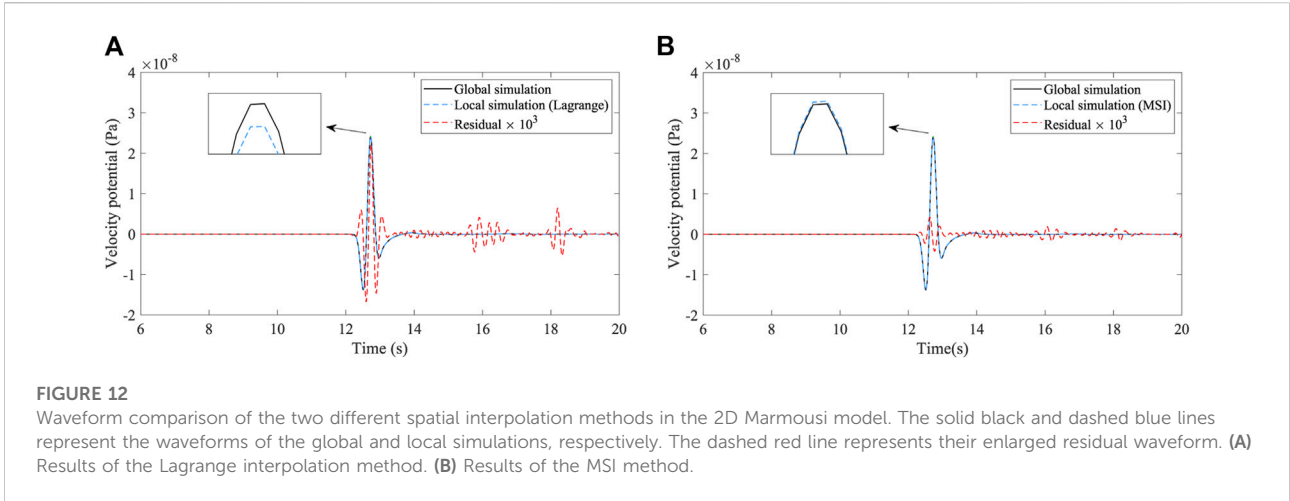 A
×10⁻⁸
4
3
2
1
0
-1
-2
Velocity potential (Pa)
6 8 10 12 14 16 18 20
Time (s)
Global simulation
Local simulation (Lagrange)
Residual × 10³
B
×10⁻⁸
4
3
2
1
0
-1
-2
Velocity potential (Pa)
6 8 10 12 14 16 18 20
Time(s)
Global simulation
Local simulation (MSI)
Residual × 10³
FIGURE 12
Waveform comparison of the two different spatial interpolation methods in the 2D Marmousi model. The solid black and dashed blue lines
represent the waveforms of the global and local simulations, respectively. The dashed red line represents their enlarged residual waveform. (A)
Results of the Lagrange interpolation method. (B) Results of the MSI method.